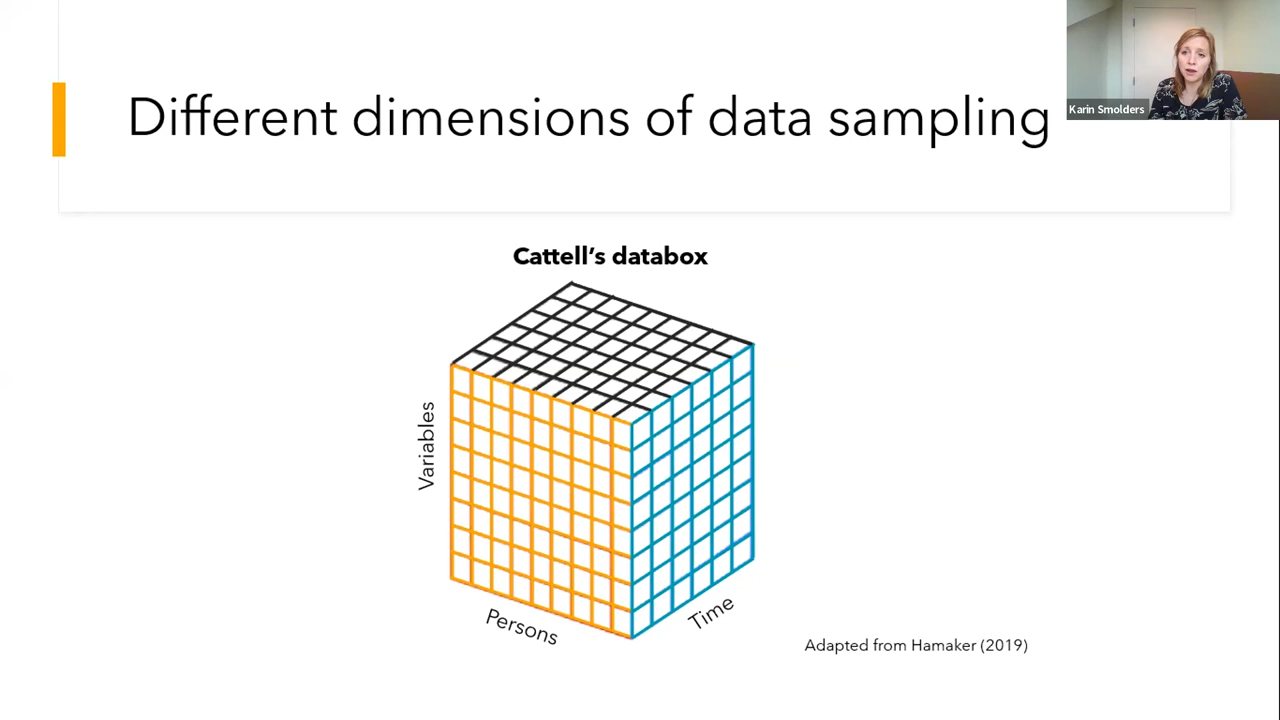 Different dimensions of data sampling
Karin Smolders
Cattell's databox
Variables
Persons
Time
Adapted from Hamaker (2019)